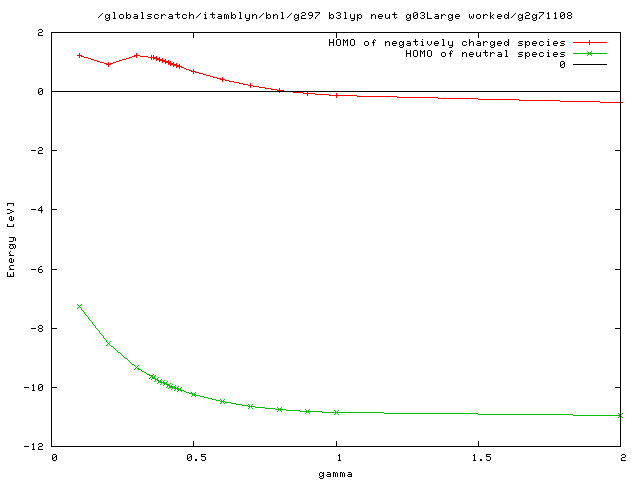 /globalscratch/itamblyn/bnl/g297 b3lyp neut g03Large worked/g2g71108
HOMO of negatively charged species
HOMO of neutral species
0
2
0
-2
-4
-6
-8
-10
-12
Energy [eV]
0 0.5 1 1.5 2
gamma